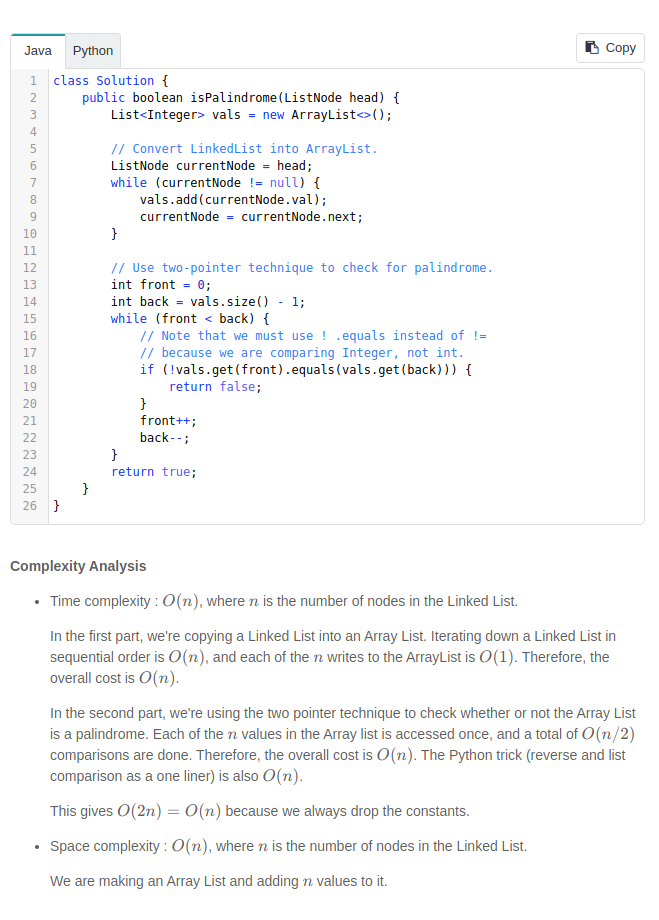 Java Python Copy
1 class Solution {
2     public boolean isPalindrome(ListNode head) {
3         List<Integer> vals = new ArrayList<>();
4
5         // Convert LinkedList into ArrayList.
6         ListNode currentNode = head;
7         while (currentNode != null) {
8             vals.add(currentNode.val);
9             currentNode = currentNode.next;
10         }
11
12         // Use two-pointer technique to check for palindrome.
13         int front = 0;
14         int back = vals.size() - 1;
15         while (front < back) {
16             // Note that we must use ! .equals instead of !=
17             // because we are comparing Integer, not int.
18             if (!vals.get(front).equals(vals.get(back))) {
19                 return false;
20             }
21             front++;
22             back--;
23         }
24         return true;
25     }
26 }
Complexity Analysis
• Time complexity : O(n), where n is the number of nodes in the Linked List.
In the first part, we're copying a Linked List into an Array List. Iterating down a Linked List in
sequential order is O(n), and each of the n writes to the ArrayList is O(1). Therefore, the
overall cost is O(n).
In the second part, we're using the two pointer technique to check whether or not the Array List
is a palindrome. Each of the n values in the Array list is accessed once, and a total of O(n/2)
comparisons are done. Therefore, the overall cost is O(n). The Python trick (reverse and list
comparison as a one liner) is also O(n).
This gives O(2n) = O(n) because we always drop the constants.
• Space complexity : O(n), where n is the number of nodes in the Linked List.
We are making an Array List and adding n values to it.